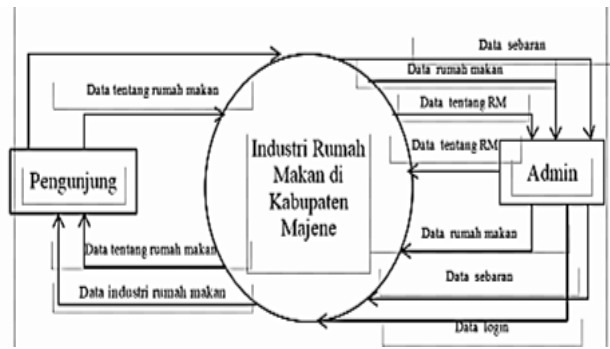 Data sebaran
Data rumah makan
Data tentang rumah makan
Data tentang RM
Data tentang RM
Industri Rumah
Makan di
Kabupaten
Majene
Pengunjung
Admin
Data rumah makan
Data tentang rumah makan
Data sebaran
Data industri rumah makan
Data login